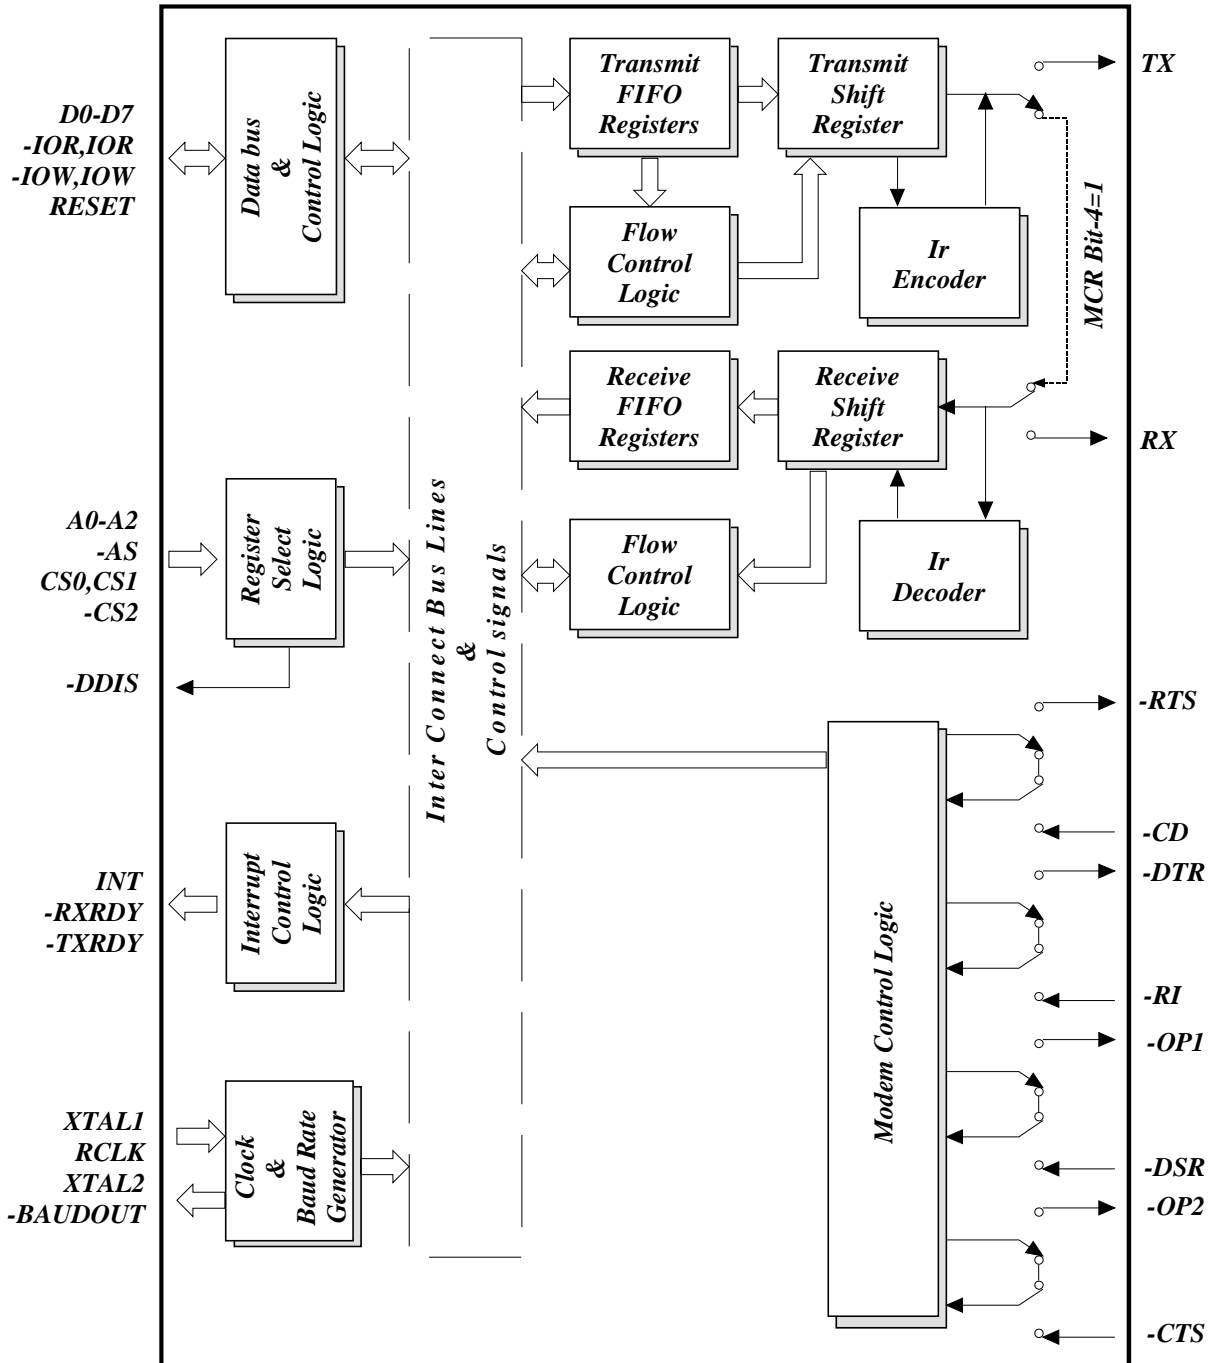 D0-D7
-IOR,IOR
-IOW,IOW
RESET
Data bus
&
Control Logic
A0-A2
-AS
CS0,CS1
-CS2
Register
Select
Logic
-DDIS
INT
-RXRDY
-TXRDY
Interrupt
Control
Logic
XTAL1
RCLK
XTAL2
-BAUDOUT
Clock
&
Baud Rate
Generator
Inter Connect Bus Lines
&
Control signals
Transmit
FIFO
Registers
Transmit
Shift
Register
TX
Flow
Control
Logic
Ir
Encoder
MCR Bit-4=1
Receive
FIFO
Registers
Receive
Shift
Register
RX
Flow
Control
Logic
Ir
Decoder
Modem Control Logic
-RTS
-CD
-DTR
-RI
-OP1
-DSR
-OP2
-CTS